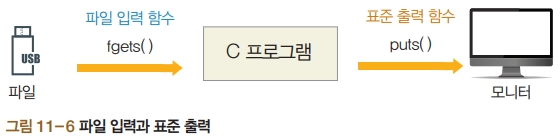 파일 입력 함수
fgets( )
USB
파일
C 프로그램
표준 출력 함수
puts( )
모니터
그림 11-6 파일 입력과 표준 출력